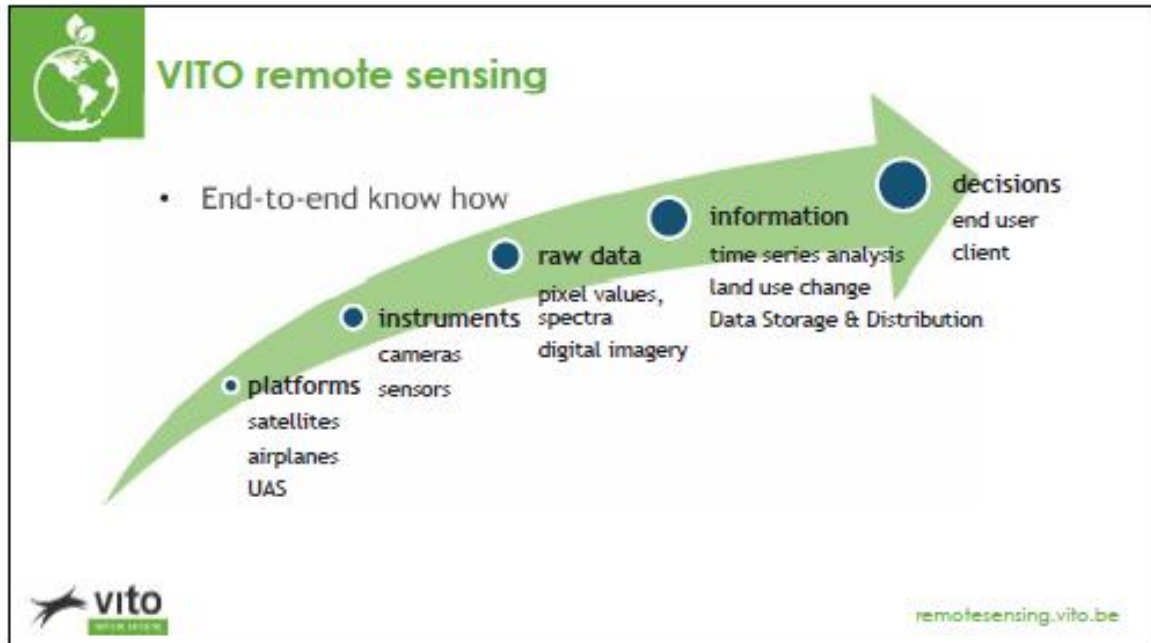 VITO remote sensing
• End-to-end know how
platforms
satellites
airplanes
UAS
instruments
cameras
sensors
raw data
pixel values,
spectra
digital imagery
information
time series analysis
land use change
Data Storage & Distribution
decisions
end user
client
vito
remotesensing.vito.be